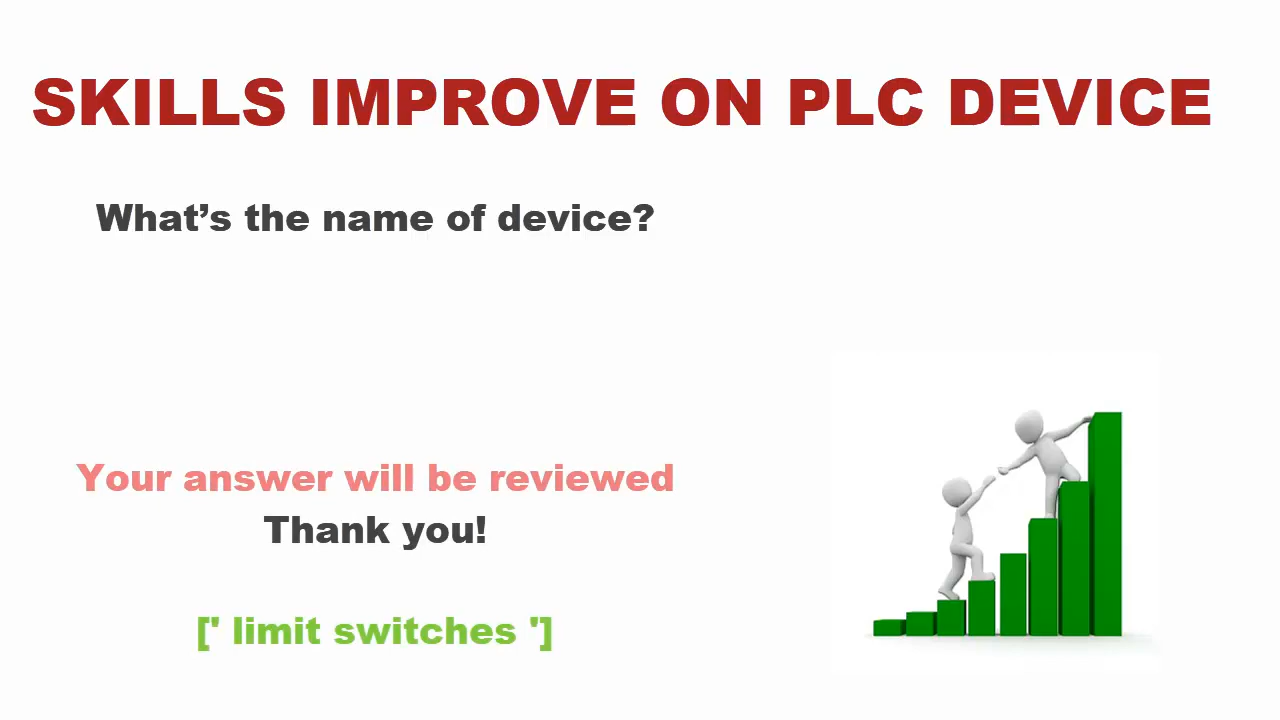 SKILLS IMPROVE ON PLC DEVICE
What’s the name of device?
Your answer will be reviewed
Thank you!
[' limit switches ']